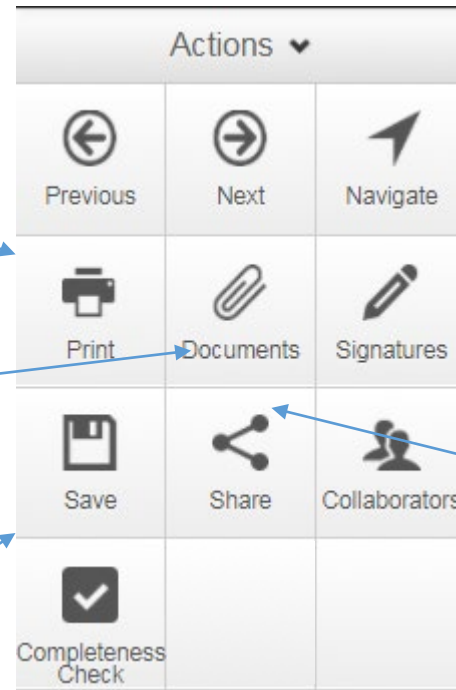 Actions
Previous
Next
Navigate
Print
Documents
Signatures
Save
Share
Collaborators
Completeness
Check